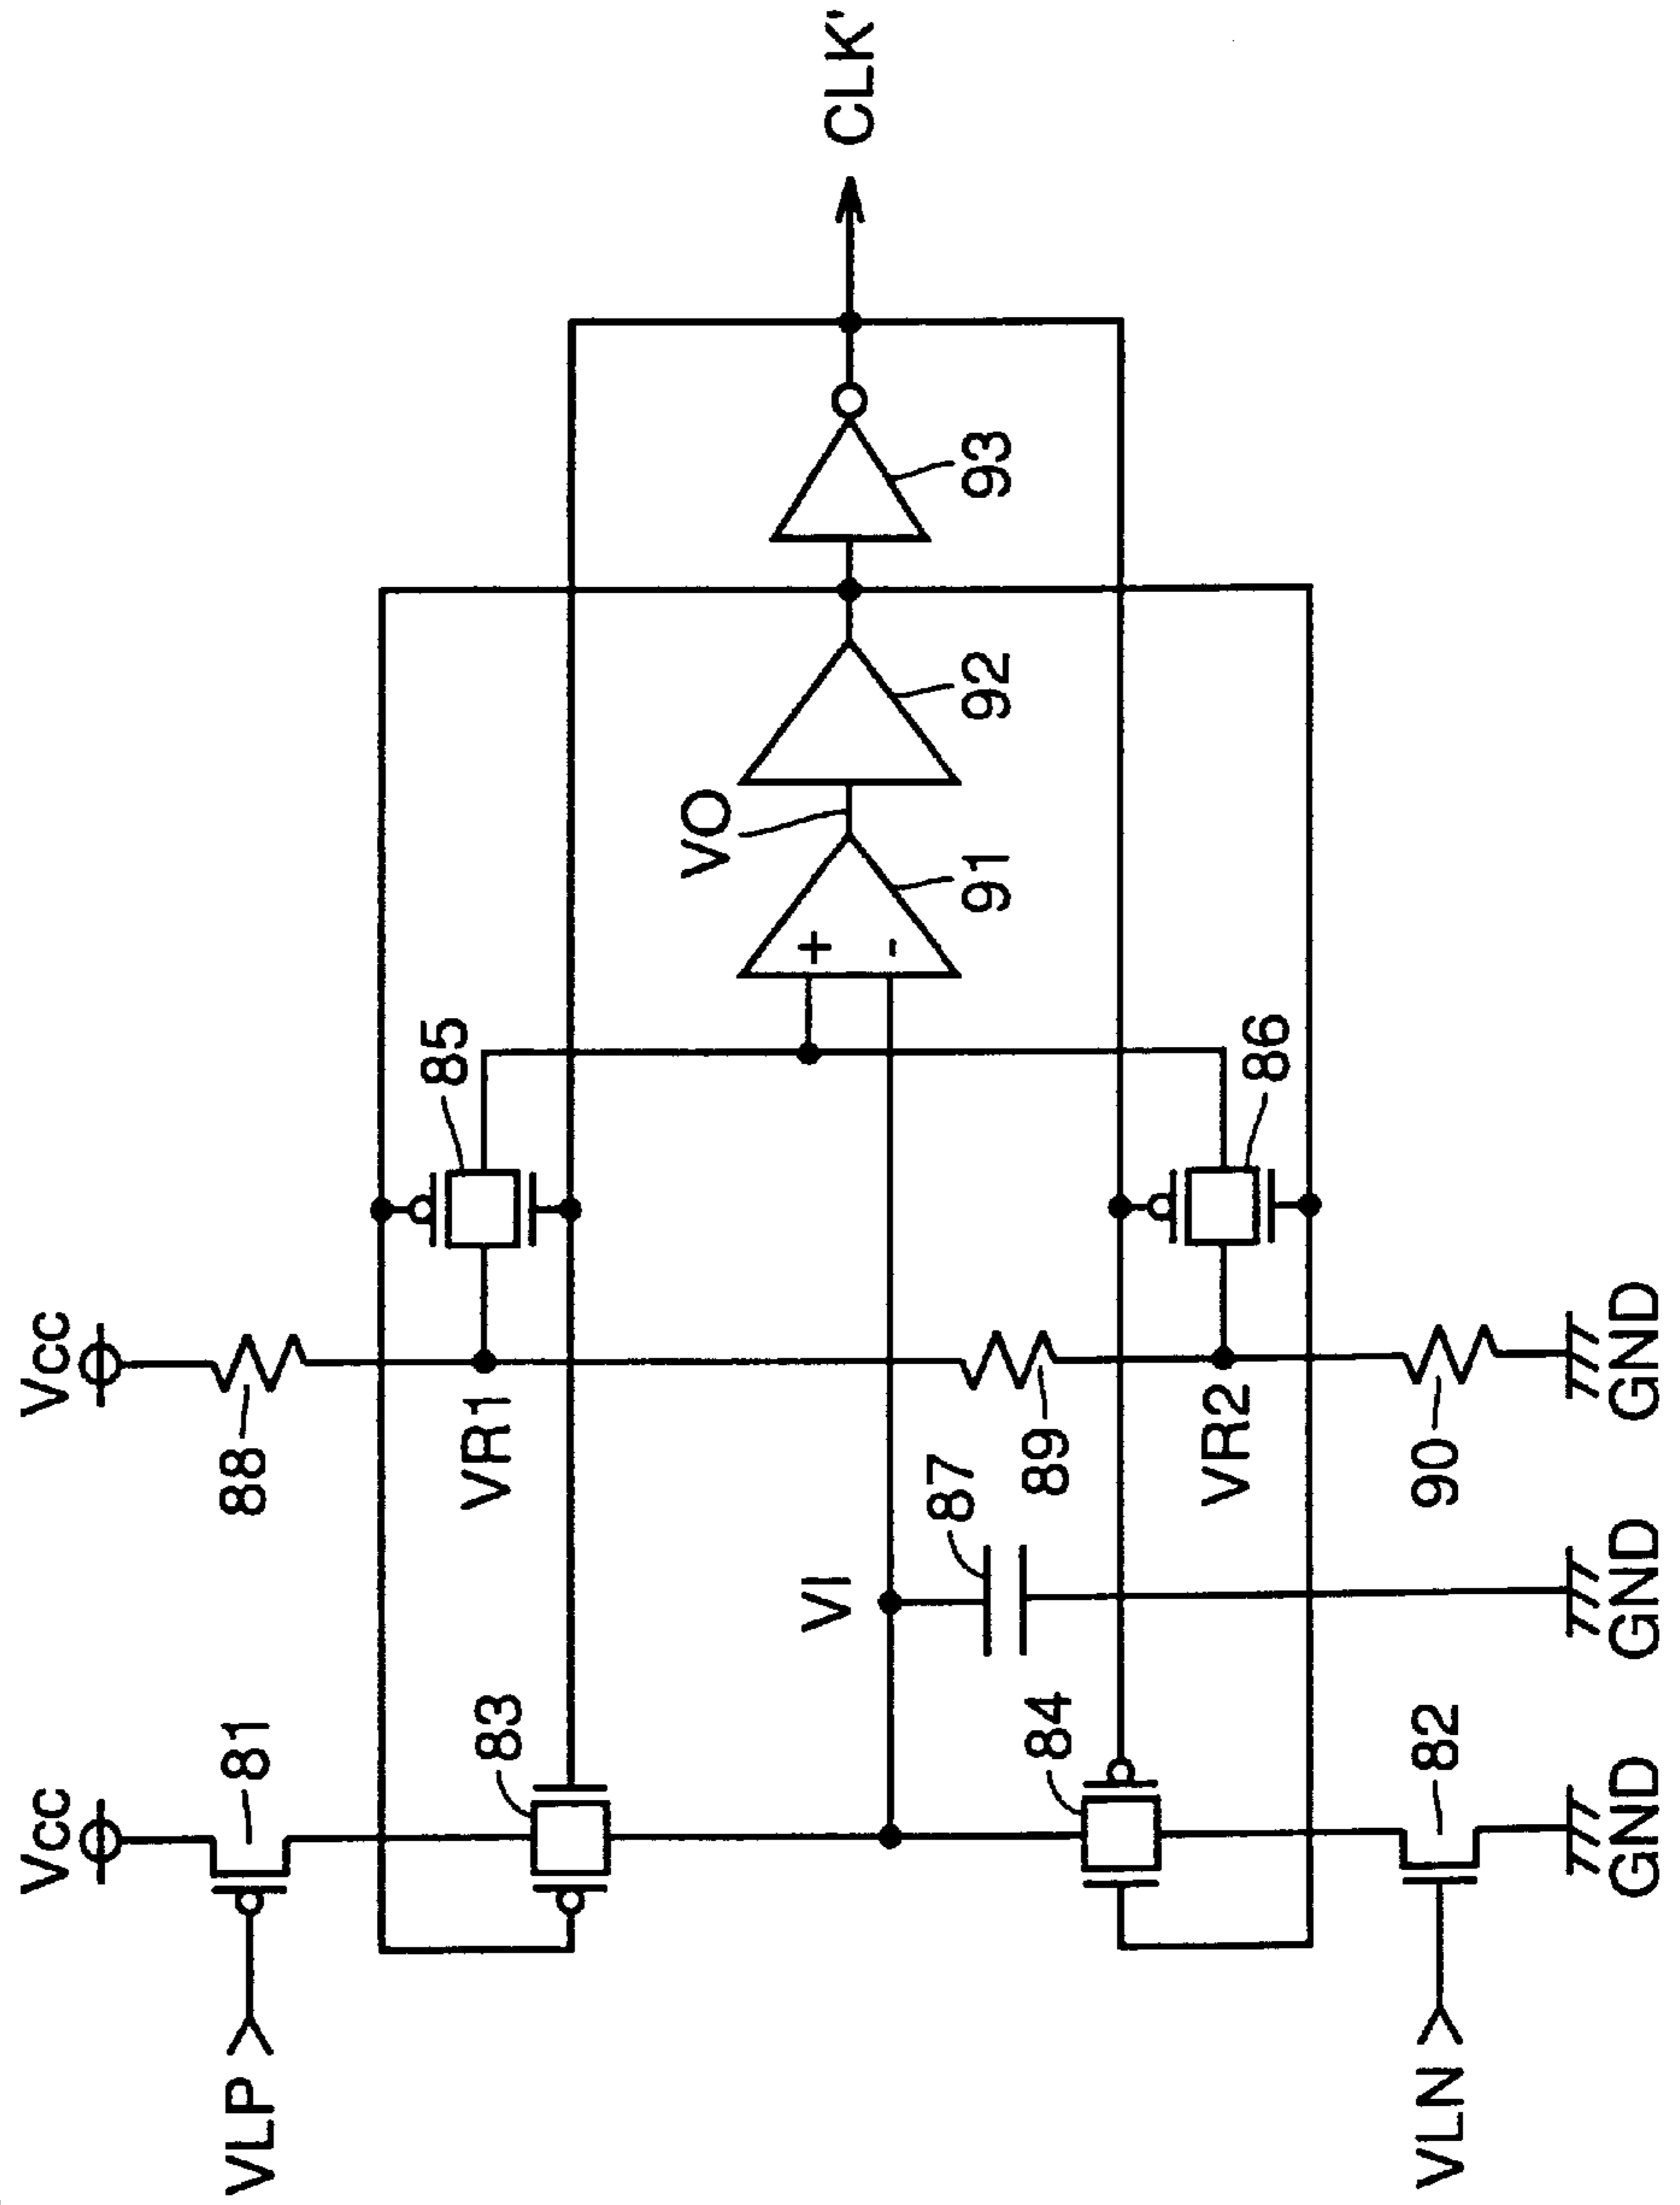 Vcc
Vcc
81
88
VLP
83
VR1
85
VI
VO
+
-
CLK'
87
91
92
93
84
89
VR2
86
82
90
VLN
GND
GND
GND